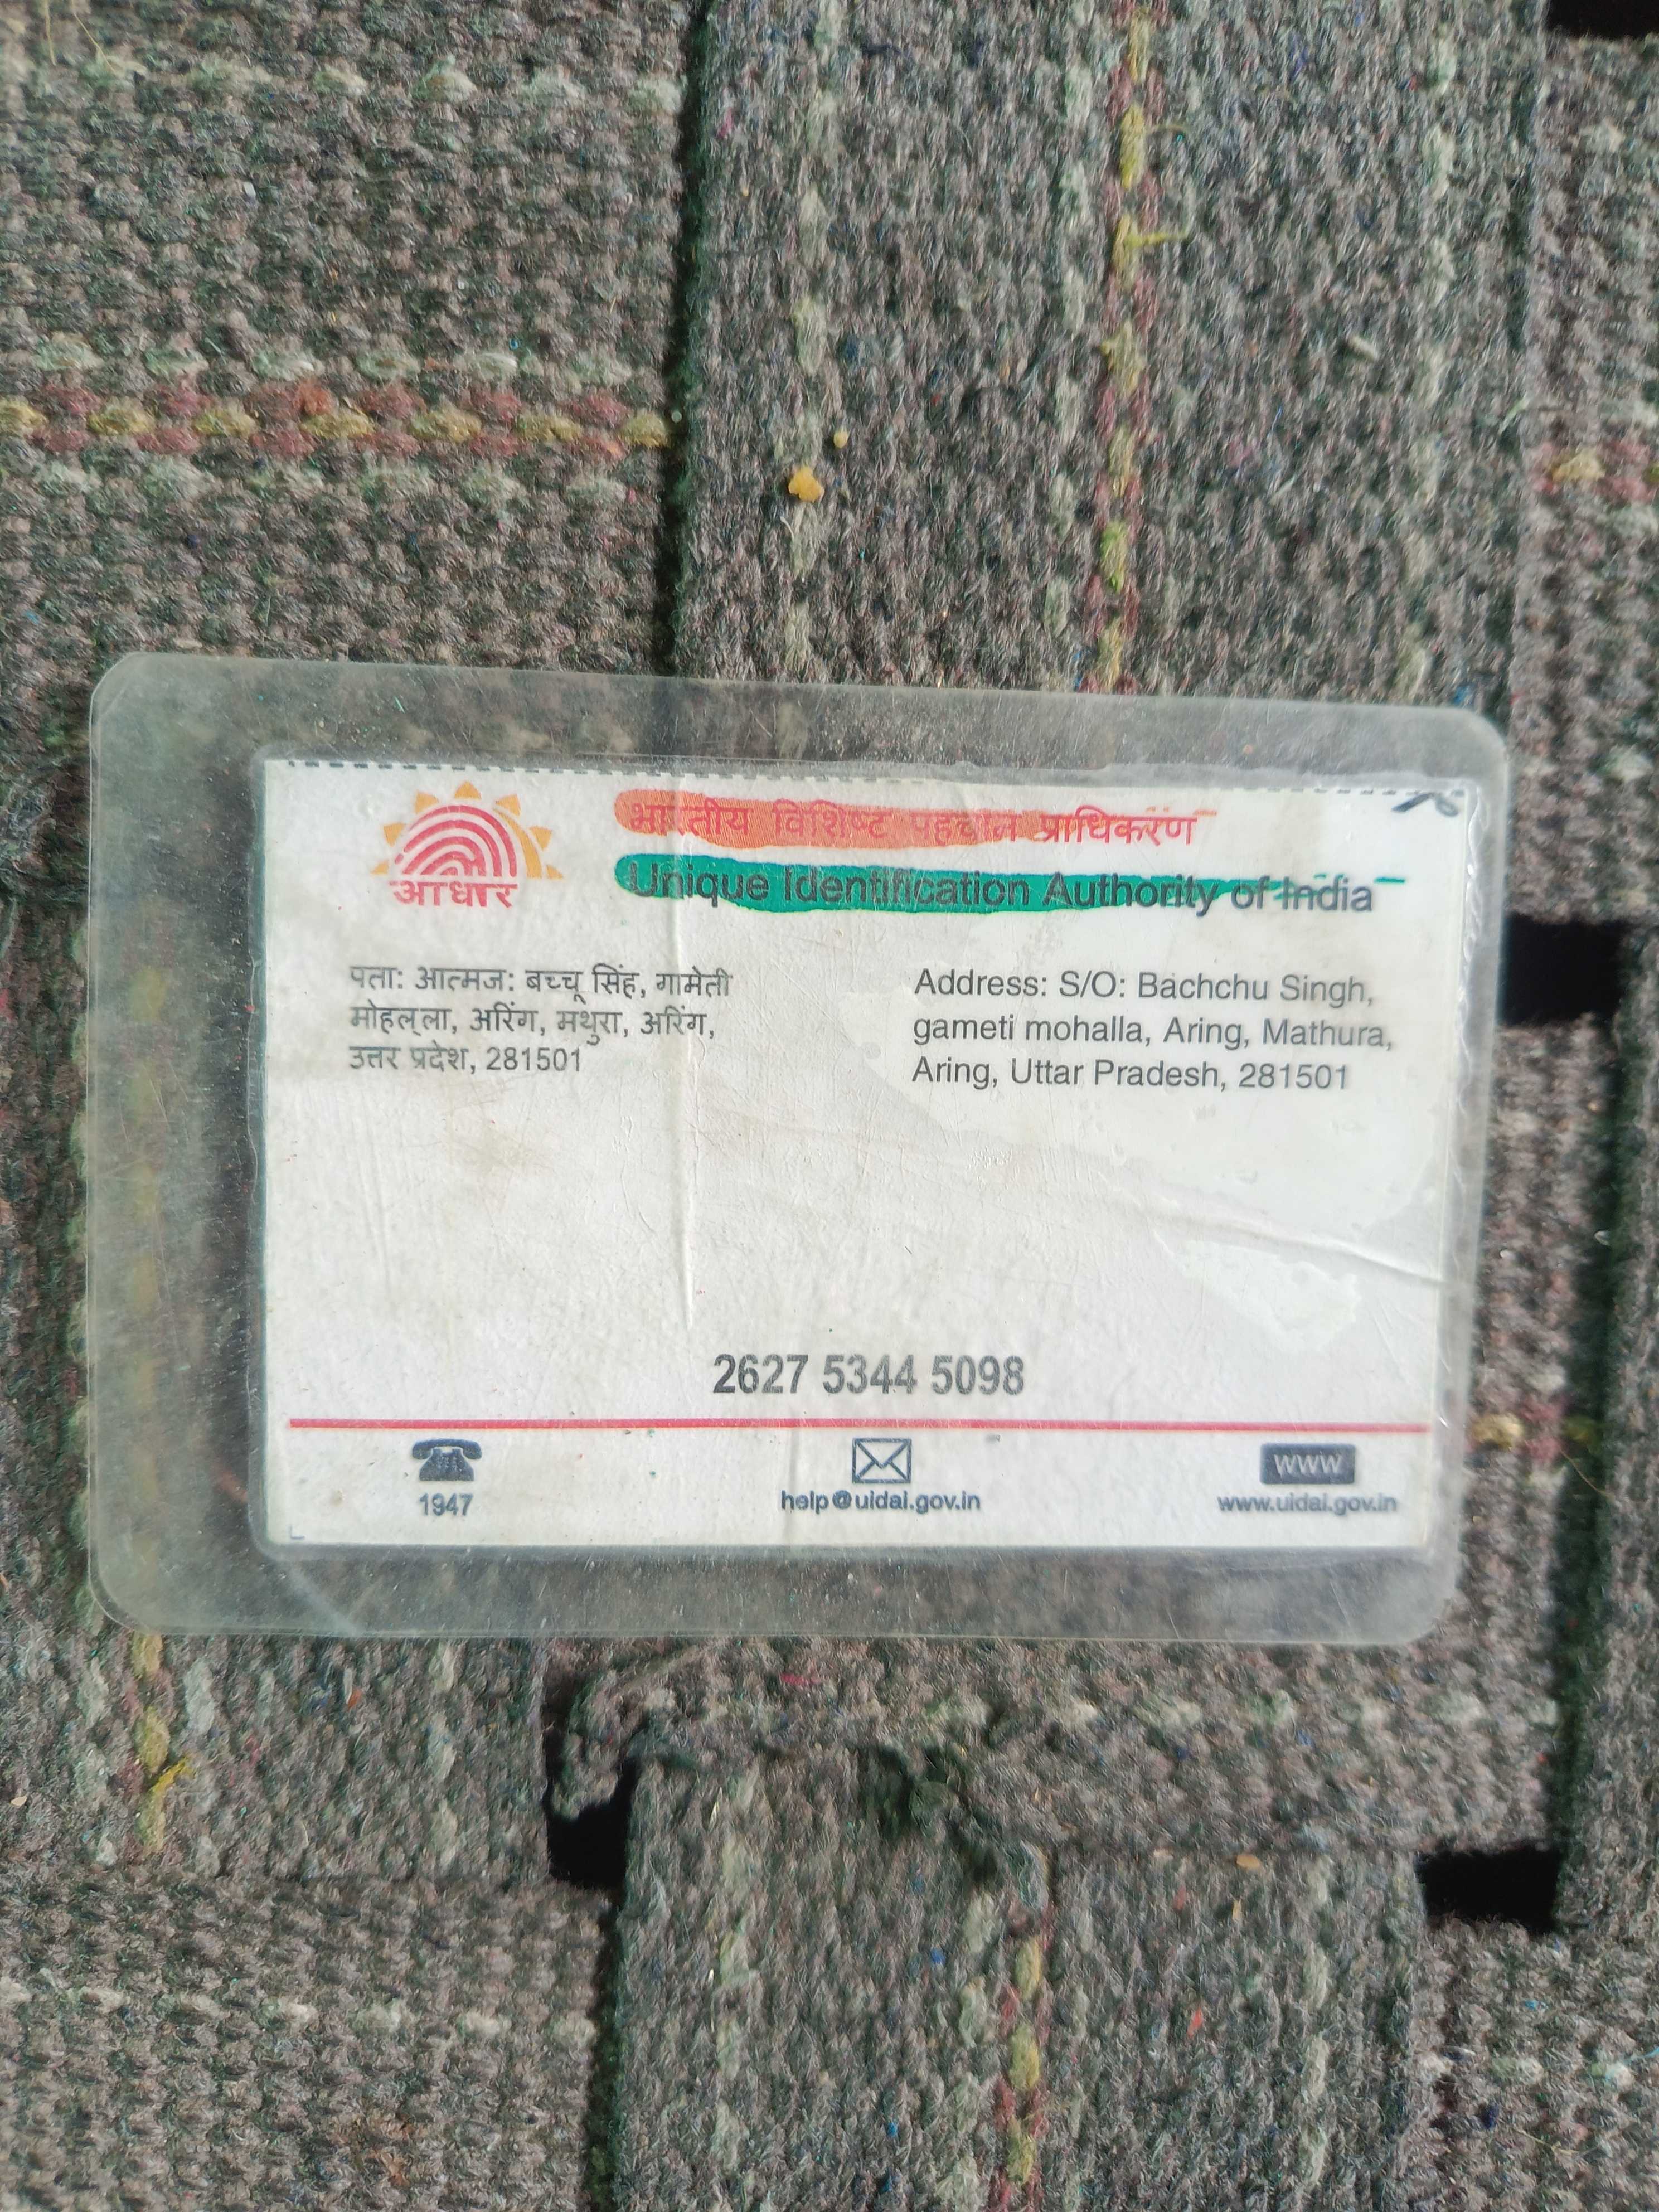 आधार
भारतीय विशिष्ट पहचान प्राधिकरण
Unique Identification Authority of India
पता: आत्मज: बच्चू सिंह, गामेती
मोहल्ला, अरिंग, मथुरा, अरिंग,
उत्तर प्रदेश, 281501
Address: S/O: Bachchu Singh,
gameti mohalla, Aring, Mathura,
Aring, Uttar Pradesh, 281501
2627 5344 5098
1947
help@uidai.gov.in
www
www.uidai.gov.in